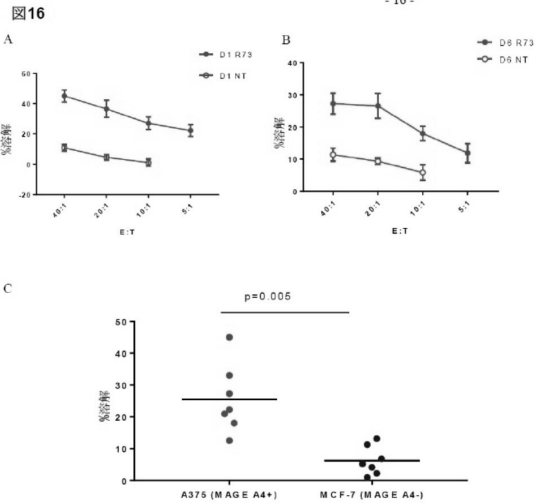 - 16 -
図16
A
D1 R73
D1 NT
60
40
20
0
-20
%溶解
40:1
20:1
10:1
5:1
E:T
B
D6 R73
D6 NT
40
30
20
10
0
%溶解
40:1
20:1
10:1
5:1
E:T
C
p=0.005
50
40
30
20
10
0
%溶解
A375 (MAGE A4+)
MCF-7 (MAGE A4-)